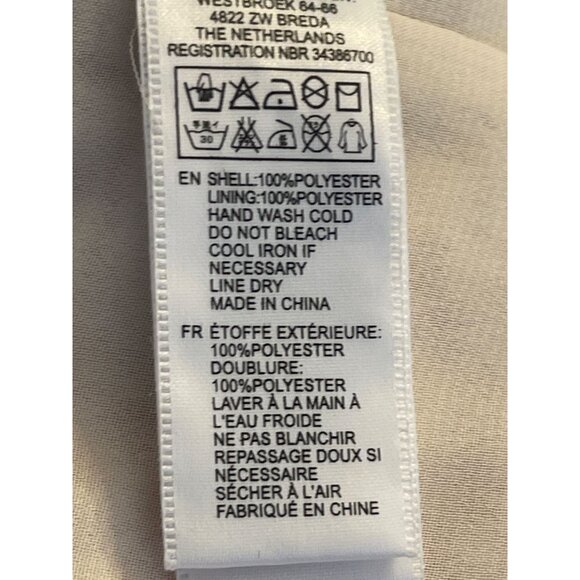 WESTBROEK 64-66
4822 ZW BREDA
THE NETHERLANDS
REGISTRATION NBR 34386700
手洗イ
30
EN SHELL:100%POLYESTER
LINING:100%POLYESTER
HAND WASH COLD
DO NOT BLEACH
COOL IRON IF
NECESSARY
LINE DRY
MADE IN CHINA
FR ÉTOFFE EXTÉRIEURE:
100%POLYESTER
DOUBLURE:
100%POLYESTER
LAVER À LA MAIN À
L'EAU FROIDE
NE PAS BLANCHIR
REPASSAGE DOUX SI
NÉCESSAIRE
SÉCHER À L'AIR
FABRIQUÉ EN CHINE